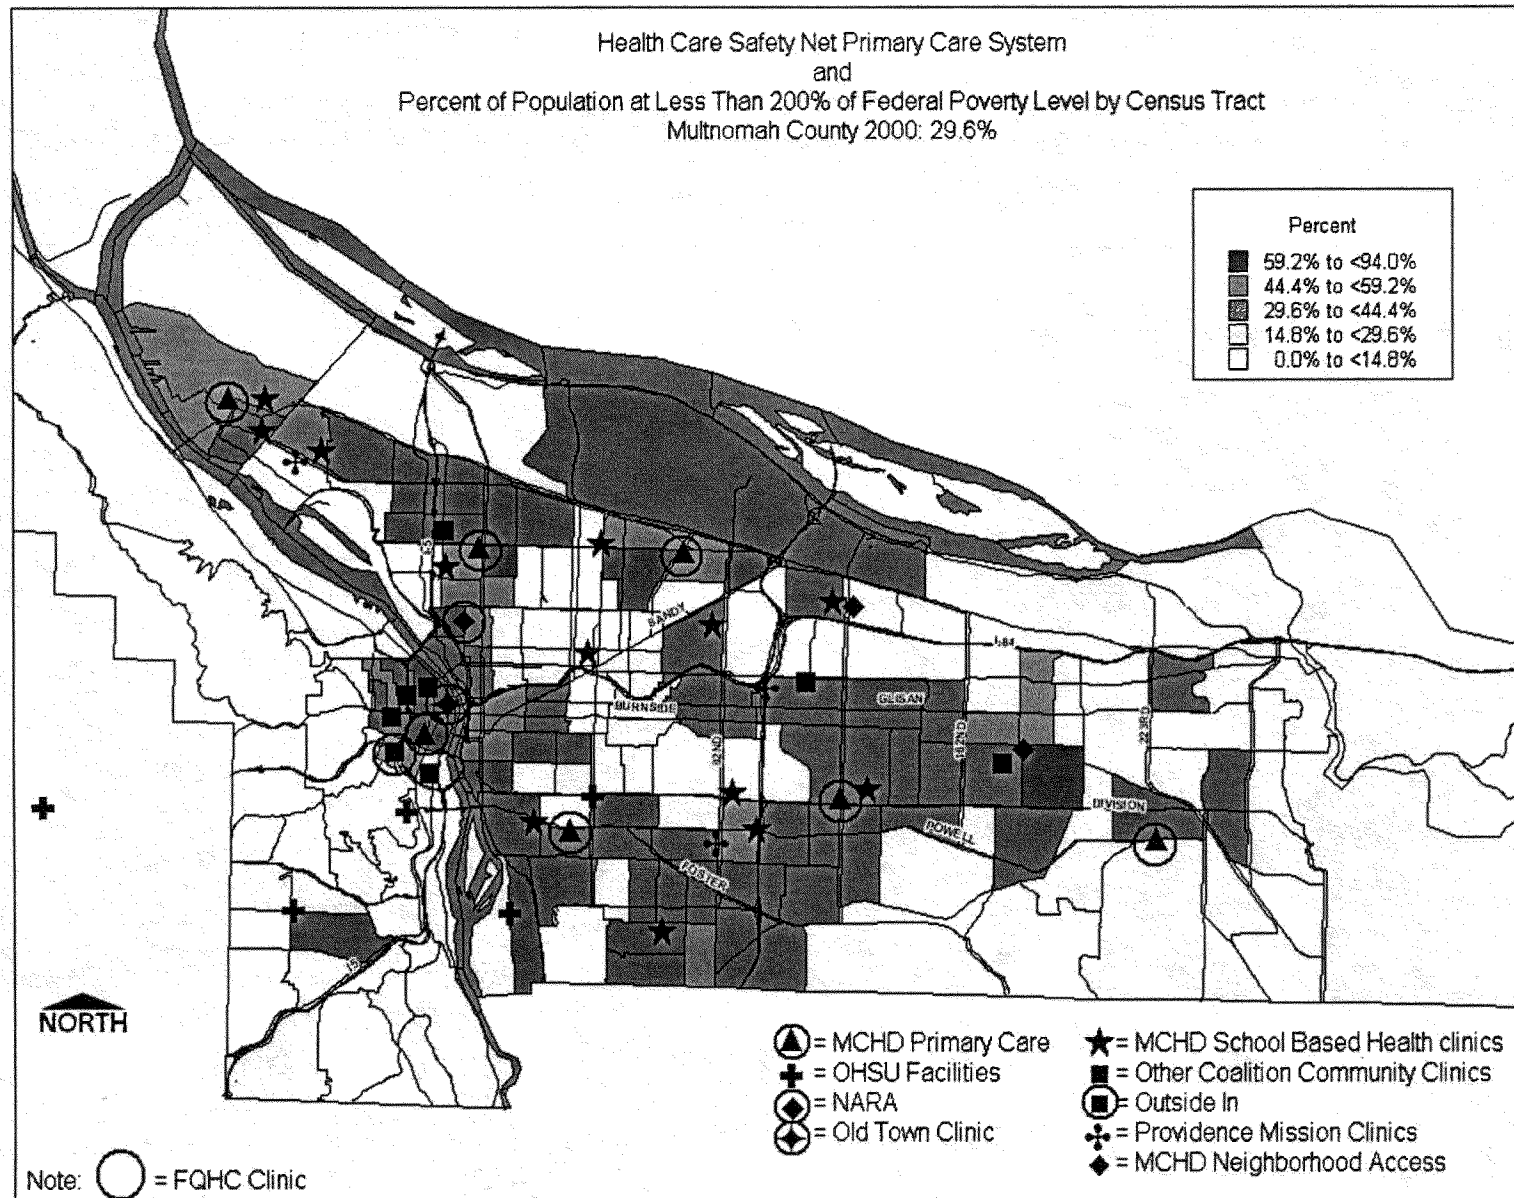 Health Care Safety Net Primary Care System
and
Percent of Population at Less Than 200% of Federal Poverty Level by Census Tract
Multnomah County 2000: 29.6%
Percent
59.2% to <94.0%
44.4% to <59.2%
29.6% to <44.4%
14.8% to <29.6%
0.0% to <14.8%
I-5
SANDY
I-84
BURNSIDE
GLISAN
82ND
182ND
223RD
DIVISION
POWELL
FOSTER
I5
NORTH
= MCHD Primary Care
= OHSU Facilities
= NARA
= Old Town Clinic
= MCHD School Based Health clinics
= Other Coalition Community Clinics
= Outside In
= Providence Mission Clinics
= MCHD Neighborhood Access
Note: = FQHC Clinic